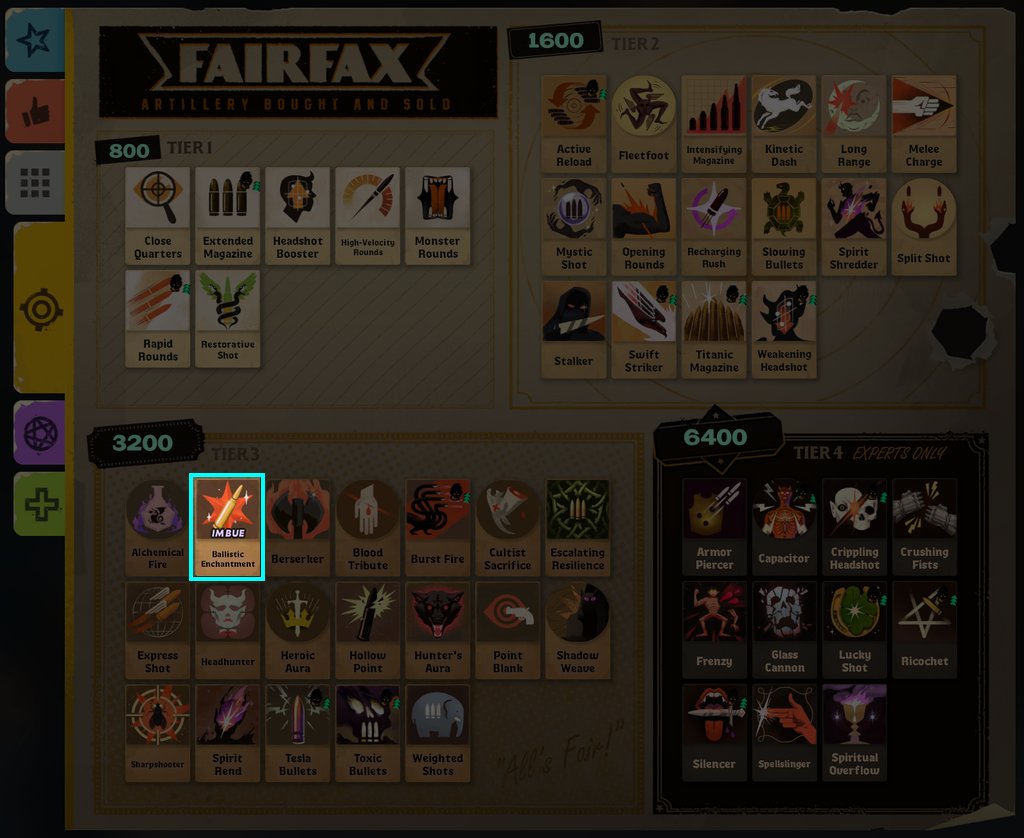 FAIRFAX
ARTILLERY BOUGHT AND SOLD
800 TIER 1
Close Quarters
Extended Magazine
Headshot Booster
High-Velocity Rounds
Monster Rounds
Rapid Rounds
Restorative Shot
1600 TIER 2
Active Reload
Fleetfoot
Intensifying Magazine
Kinetic Dash
Long Range
Melee Charge
Mystic Shot
Opening Rounds
Recharging Rush
Slowing Bullets
Spirit Shredder
Split Shot
Stalker
Swift Striker
Titanic Magazine
Weakening Headshot
3200 TIER 3
Alchemical Fire
IMBUE
Ballistic Enchantment
Berserker
Blood Tribute
Burst Fire
Cultist Sacrifice
Escalating Resilience
Express Shot
Headhunter
Heroic Aura
Hollow Point
Hunter's Aura
Point Blank
Shadow Weave
Sharpshooter
Spirit Rend
Tesla Bullets
Toxic Bullets
Weighted Shots
"All's Fair!"
6400 TIER 4 EXPERTS ONLY
Armor Piercer
Capacitor
Crippling Headshot
Crushing Fists
Frenzy
Glass Cannon
Lucky Shot
Ricochet
Silencer
Spellslinger
Spiritual Overflow